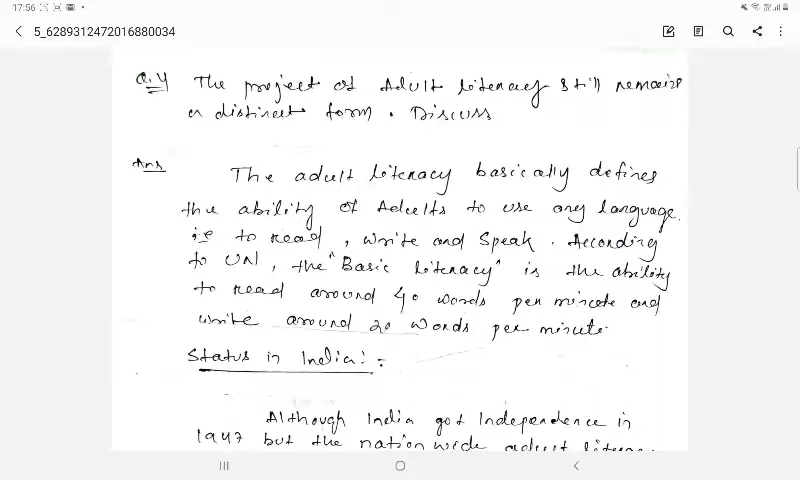 17:56
5_6289312472016880034
Q.4 The project of Adult literacy still remains
a distinct form. Discuss
Ans The adult literacy basically defines
the ability of Adults to use any language
ie to read, write and speak. According
to UN, the "Basic literacy" is the ability
to read around 40 words per minute and
write around 20 words per minute.
Status in India: -
Although India got Independence in
1947 but the nation wide adult litera